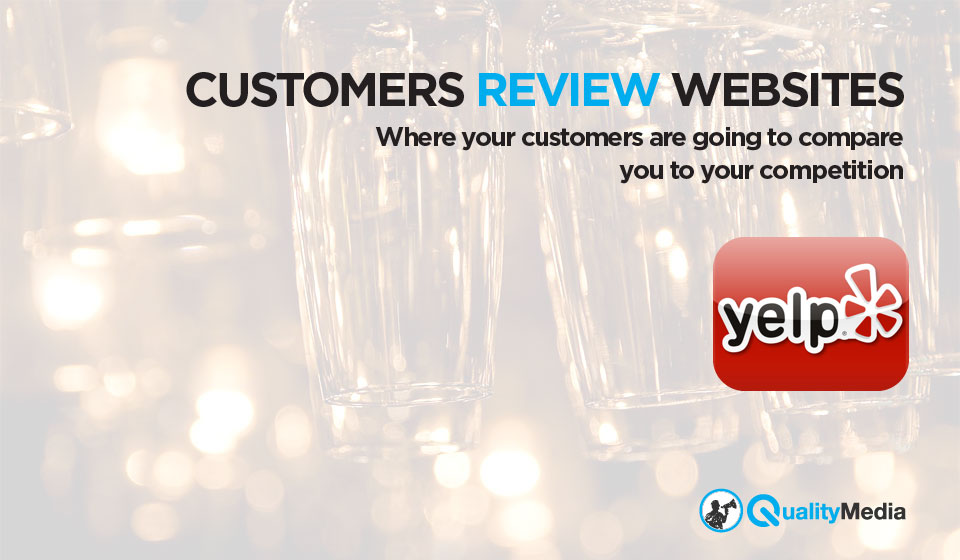 CUSTOMERS REVIEW WEBSITES
Where your customers are going to compare
you to your competition
yelp®
QualityMedia